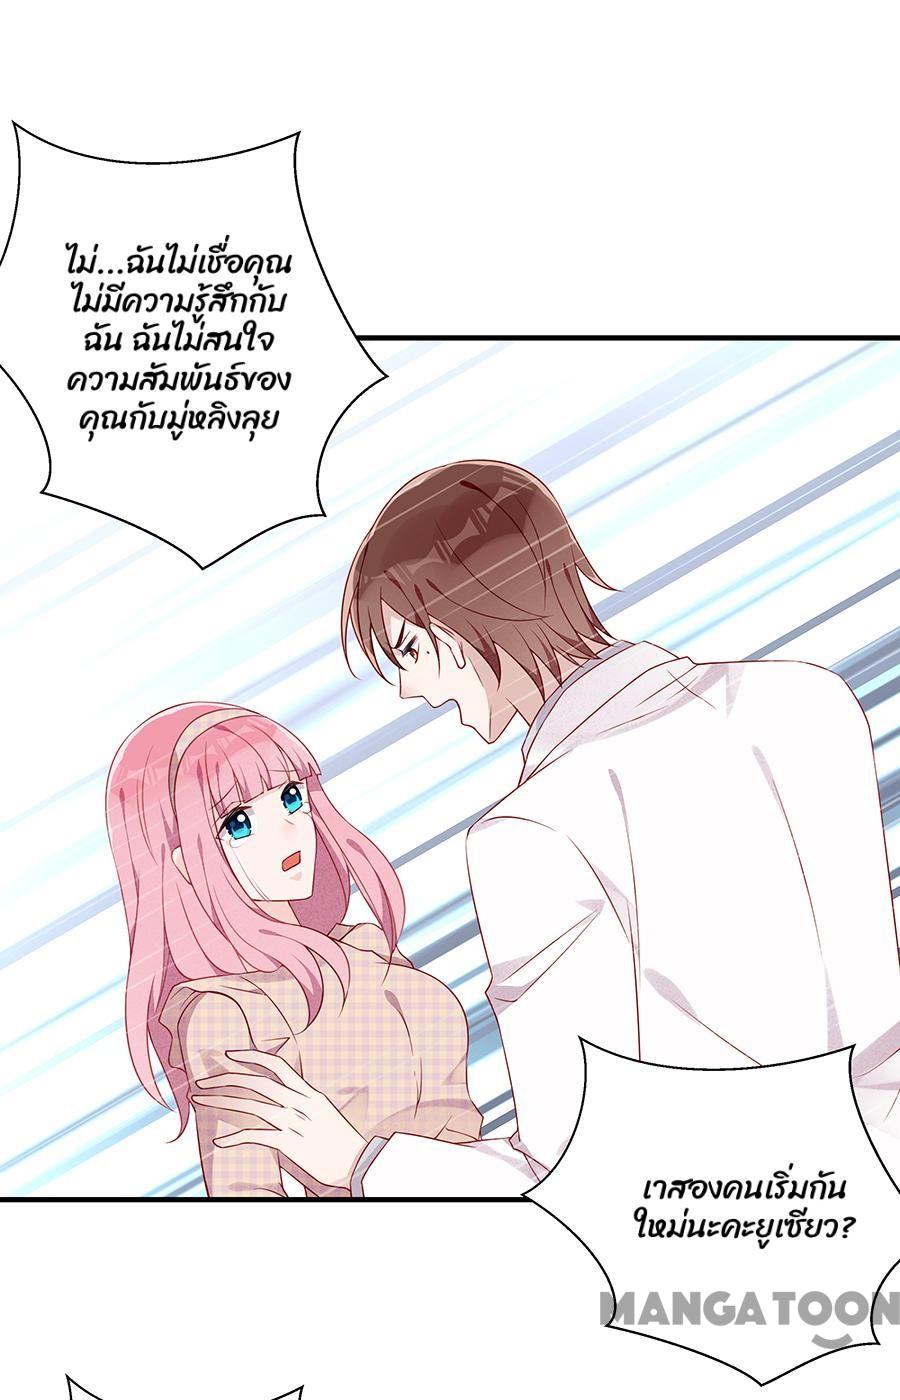 ไม่...ฉันไม่เชื่อคุณ
ไม่มีความรู้สึกกับ
ฉัน ฉันไม่สนใจ
ความสัมพันธ์ของ
คุณกับมู่หลิงลุย
เาสองคนเริ่มกัน
ใหม่นะคะยูเซียว?
MANGATOON